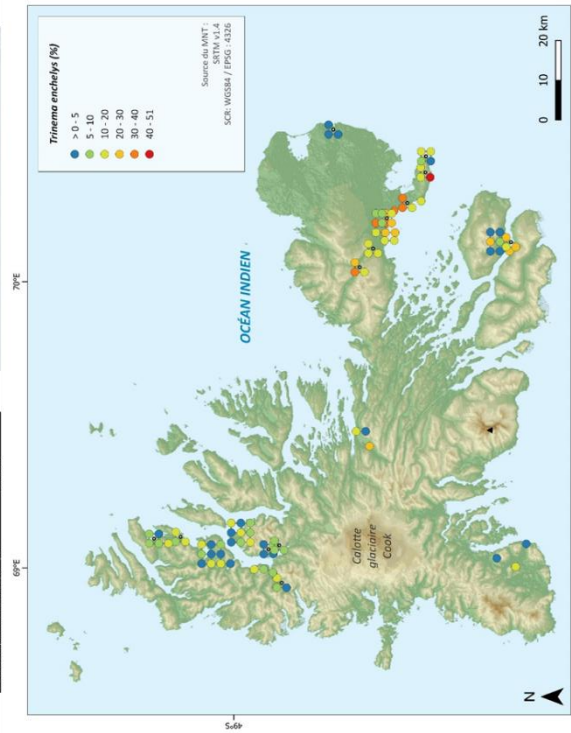 Trinema enchelys (%)
> 0 - 5
5 - 10
10 - 20
20 - 30
30 - 40
40 - 51
Source du MNT :
SRTM v1.4
SCR: WGS84 / EPSG : 4326
70°E
69°E
49°S
OCÉAN INDIEN
Calotte
glaciaire
Cook
N
0 10 20 km